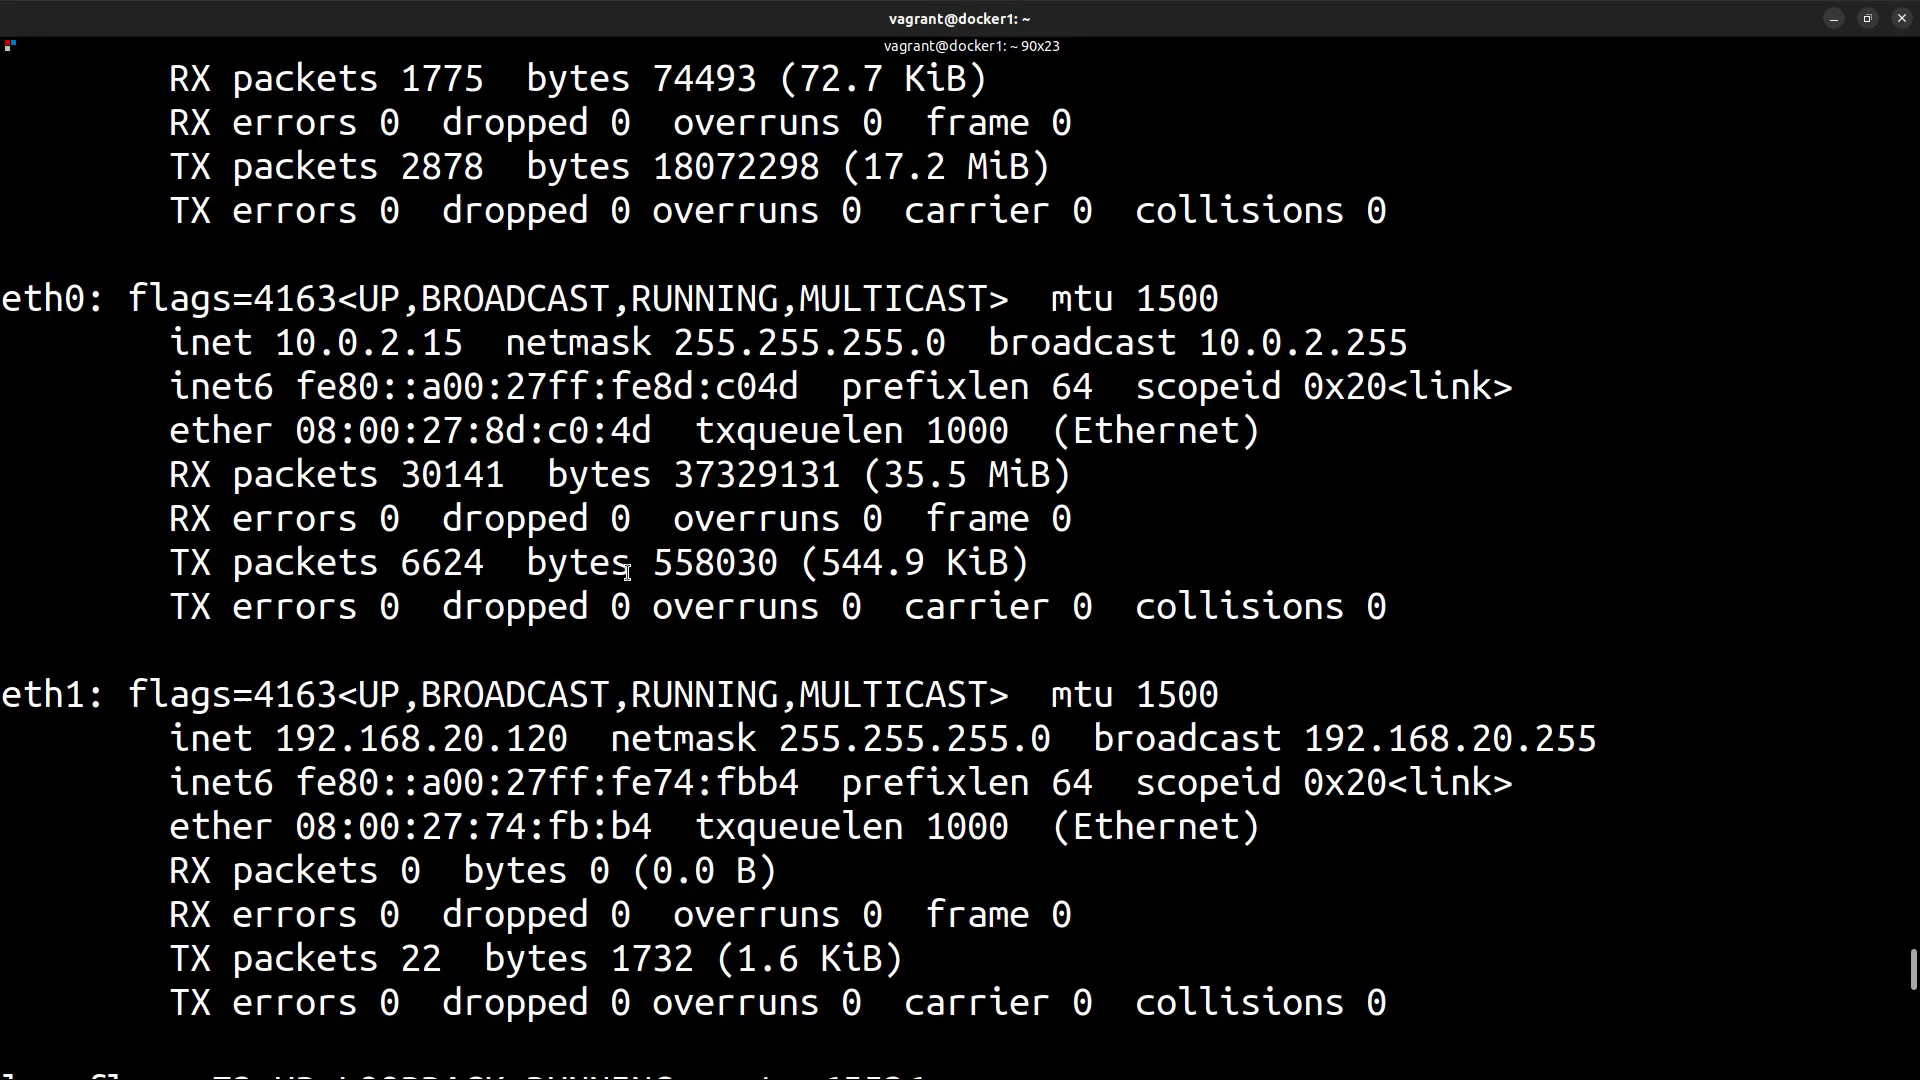 vagrant@docker1: ~
vagrant@docker1: ~ 90x23
RX packets 1775  bytes 74493 (72.7 KiB)
RX errors 0  dropped 0  overruns 0  frame 0
TX packets 2878  bytes 18072298 (17.2 MiB)
TX errors 0  dropped 0 overruns 0  carrier 0  collisions 0
eth0: flags=4163<UP,BROADCAST,RUNNING,MULTICAST>  mtu 1500
inet 10.0.2.15  netmask 255.255.255.0  broadcast 10.0.2.255
inet6 fe80::a00:27ff:fe8d:c04d  prefixlen 64  scopeid 0x20<link>
ether 08:00:27:8d:c0:4d  txqueuelen 1000  (Ethernet)
RX packets 30141  bytes 37329131 (35.5 MiB)
RX errors 0  dropped 0  overruns 0  frame 0
TX packets 6624  bytes 558030 (544.9 KiB)
TX errors 0  dropped 0 overruns 0  carrier 0  collisions 0
eth1: flags=4163<UP,BROADCAST,RUNNING,MULTICAST>  mtu 1500
inet 192.168.20.120  netmask 255.255.255.0  broadcast 192.168.20.255
inet6 fe80::a00:27ff:fe74:fbb4  prefixlen 64  scopeid 0x20<link>
ether 08:00:27:74:fb:b4  txqueuelen 1000  (Ethernet)
RX packets 0  bytes 0 (0.0 B)
RX errors 0  dropped 0  overruns 0  frame 0
TX packets 22  bytes 1732 (1.6 KiB)
TX errors 0  dropped 0 overruns 0  carrier 0  collisions 0